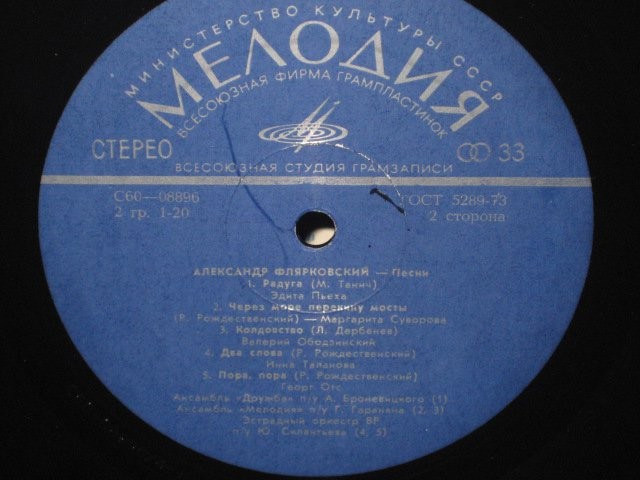 МИНИСТЕРСТВО КУЛЬТУРЫ СССР
МЕЛОДИЯ
ВСЕСОЮЗНАЯ ФИРМА ГРАМПЛАСТИНОК
СТЕРЕО
33
ВСЕСОЮЗНАЯ СТУДИЯ ГРАМЗАПИСИ
С60—08896
ГОСТ 5289-73
2 гр. 1-20
2 сторона
АЛЕКСАНДР ФЛЯРКОВСКИЙ — Песни
1. Радуга (М. Танич)
Эдита Пьеха
2. Через море перекину мосты
(Р. Рождественский) — Маргарита Суворова
3. Колдовство (Л. Дербенев)
Валерий Ободзинский
4. Два слова (Р. Рождественский)
Инна Таланова
5. Пора, пора (Р. Рождественский)
Георг Отс
Ансамбль «Дружба» п/у А. Броневицкого (1)
Ансамбль «Мелодия» п/у Г. Гараняна (2, 3)
Эстрадный оркестр ВР
п/у Ю. Силантьева (4, 5)